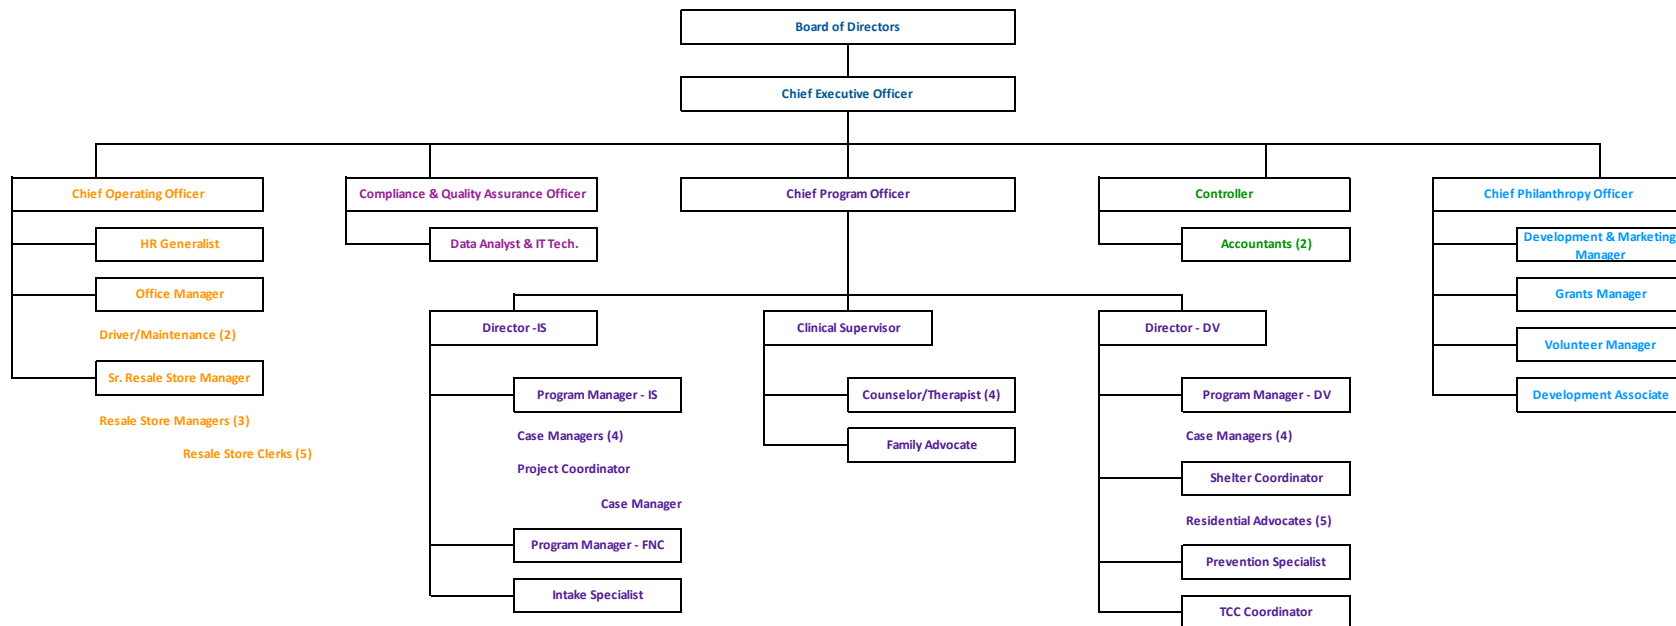 Board of Directors
Chief Executive Officer
Chief Operating Officer
Compliance & Quality Assurance Officer
Chief Program Officer
Controller
Chief Philanthropy Officer
HR Generalist
Data Analyst & IT Tech.
Accountants (2)
Development & Marketing
Manager
Office Manager
Grants Manager
Driver/Maintenance (2)
Director -IS
Clinical Supervisor
Director - DV
Volunteer Manager
Sr. Resale Store Manager
Program Manager - IS
Counselor/Therapist (4)
Program Manager - DV
Development Associate
Resale Store Managers (3)
Case Managers (4)
Family Advocate
Case Managers (4)
Resale Store Clerks (5)
Project Coordinator
Shelter Coordinator
Case Manager
Residential Advocates (5)
Program Manager - FNC
Prevention Specialist
Intake Specialist
TCC Coordinator